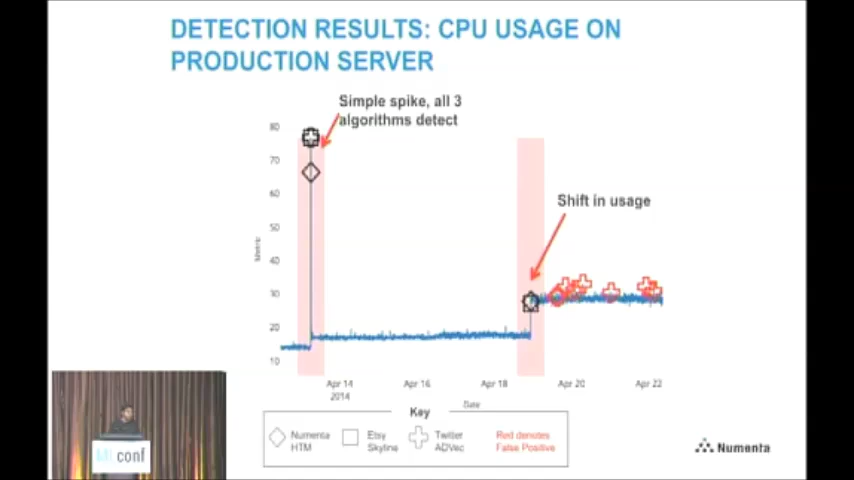 DETECTION RESULTS: CPU USAGE ON
PRODUCTION SERVER
Simple spike, all 3
algorithms detect
Shift in usage
80
70
60
50
40
30
20
10
Metric
Apr 14
2014
Apr 16
Apr 18
Apr 20
Apr 22
Date
Key
Numenta
HTM
Etsy
Skyline
Twitter
ADVec
Red denotes
False Positive
Numenta
MLconf